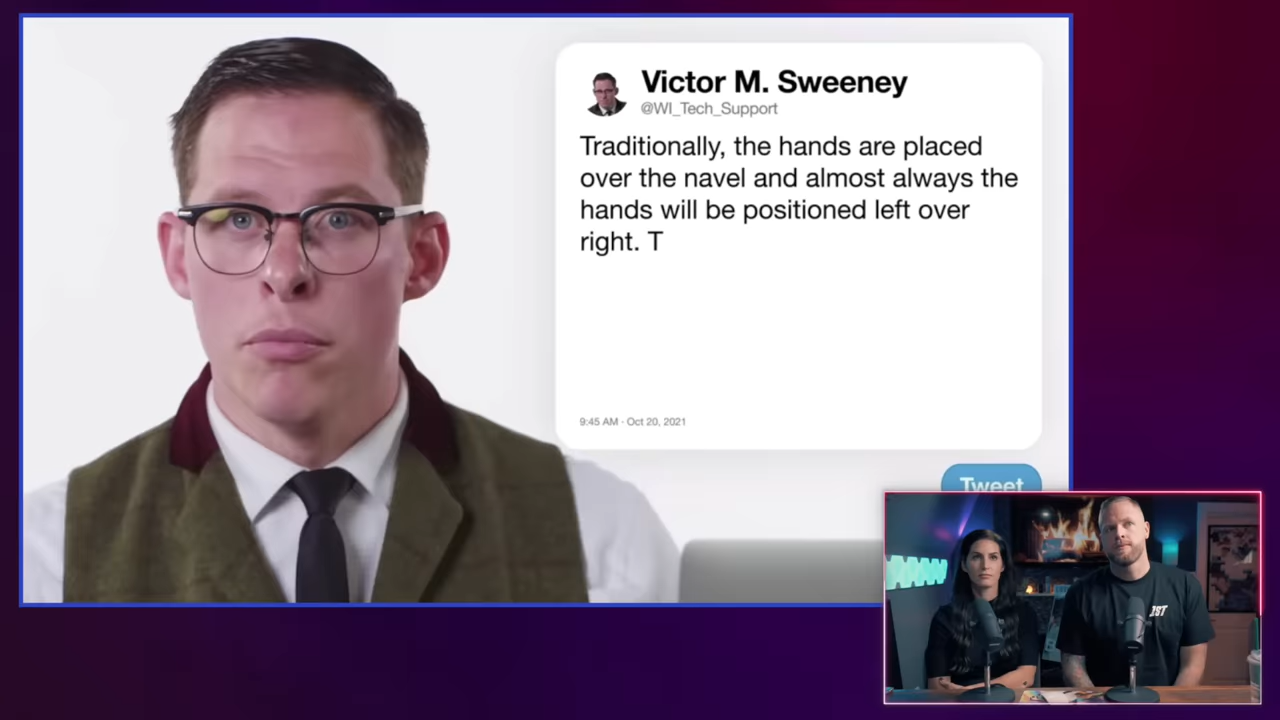 Victor M. Sweeney
@WI_Tech_Support
Traditionally, the hands are placed
over the navel and almost always the
hands will be positioned left over
right. T
9:45 AM · Oct 20, 2021
Tweet